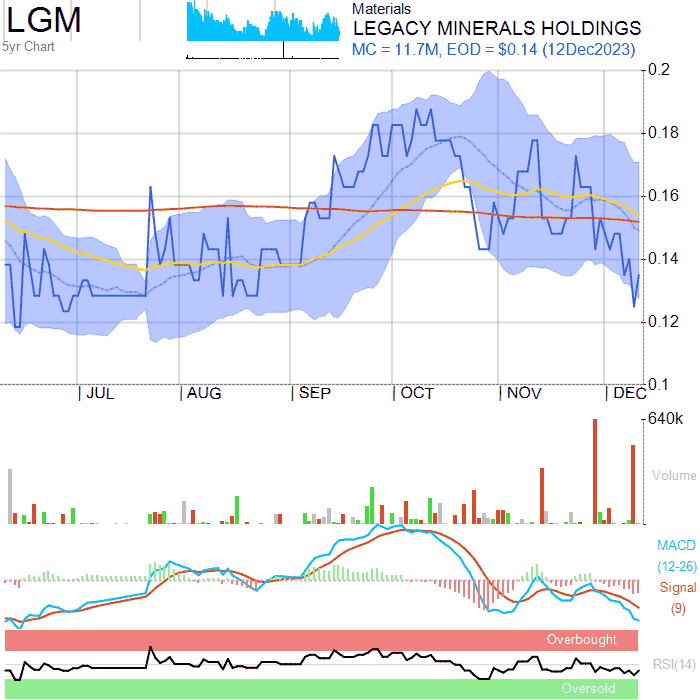 LGM
5yr Chart
Materials
LEGACY MINERALS HOLDINGS
MC = 11.7M, EOD = $0.14 (12Dec2023)
0.2
0.18
0.16
0.14
0.12
0.1
JUL AUG SEP OCT NOV DEC
640k
Volume
MACD
(12-26)
Signal
(9)
Overbought
RSI(14)
Oversold